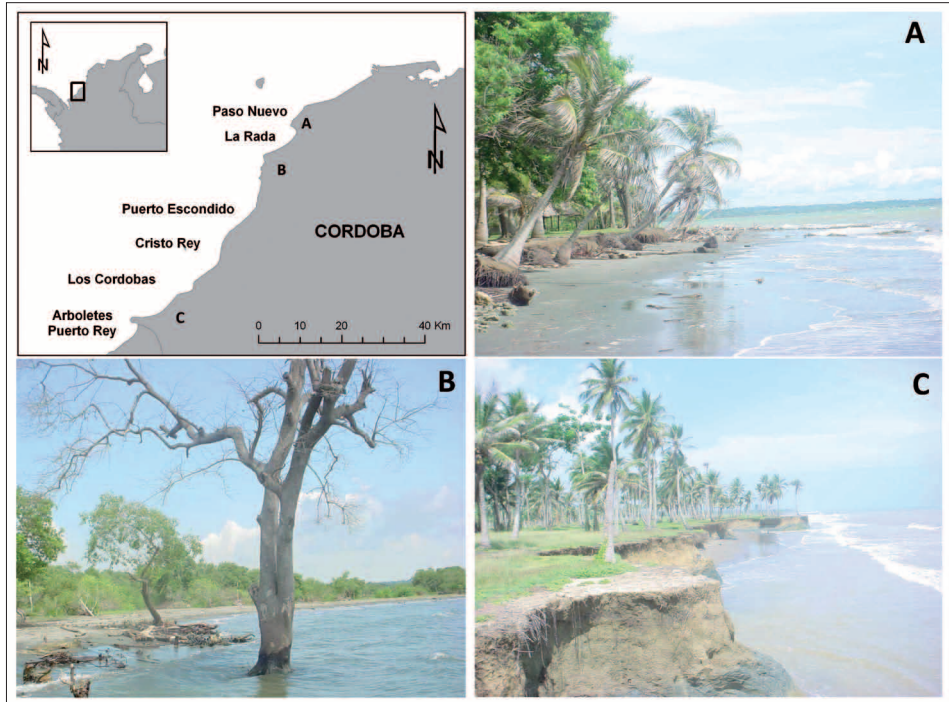 N
Paso Nuevo
A
La Rada
B
N
Puerto Escondido
CORDOBA
Cristo Rey
Los Cordobas
Arboletes
Puerto Rey
C
0 10 20 40 Km
A
B
C